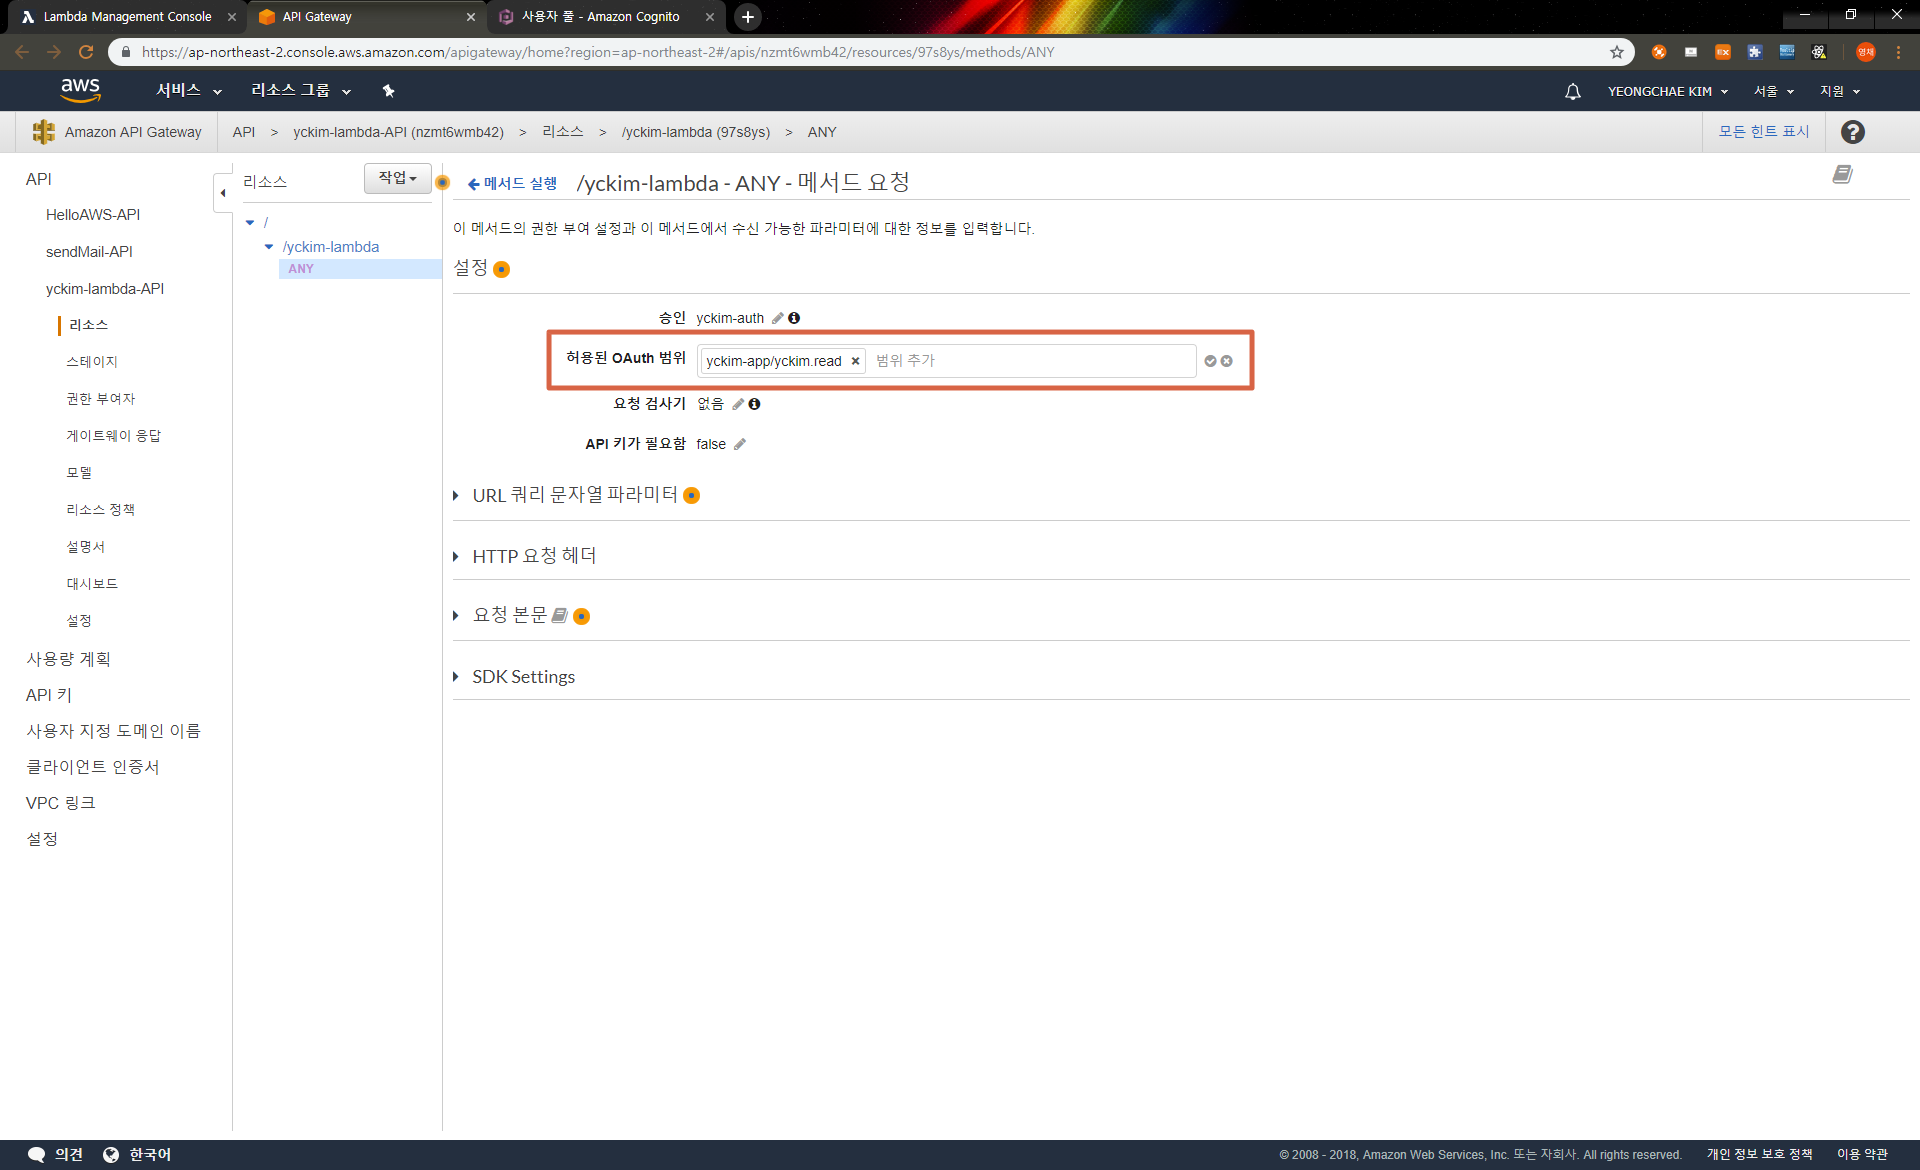 Lambda Management Console
API Gateway
사용자 풀 - Amazon Cognito
https://ap-northeast-2.console.aws.amazon.com/apigateway/home?region=ap-northeast-2#/apis/nzmt6wmb42/resources/97s8ys/methods/ANY
EX
영채
aws
서비스
리소스 그룹
YEONGCHAE KIM
서울
지원
Amazon API Gateway
API > yckim-lambda-API (nzmt6wmb42) > 리소스 > /yckim-lambda (97s8ys) > ANY
모든 힌트 표시
API
HelloAWS-API
sendMail-API
yckim-lambda-API
리소스
스테이지
권한 부여자
게이트웨이 응답
모델
리소스 정책
설명서
대시보드
설정
사용량 계획
API 키
사용자 지정 도메인 이름
클라이언트 인증서
VPC 링크
설정
리소스
작업
/
/yckim-lambda
ANY
메서드 실행
/yckim-lambda - ANY - 메서드 요청
이 메서드의 권한 부여 설정과 이 메서드에서 수신 가능한 파라미터에 대한 정보를 입력합니다.
설정
승인 yckim-auth
허용된 OAuth 범위 yckim-app/yckim.read × 범위 추가
요청 검사기 없음
API 키가 필요함 false
URL 쿼리 문자열 파라미터
HTTP 요청 헤더
요청 본문
SDK Settings
의견
한국어
© 2008 - 2018, Amazon Web Services, Inc. 또는 자회사. All rights reserved.
개인 정보 보호 정책
이용 약관